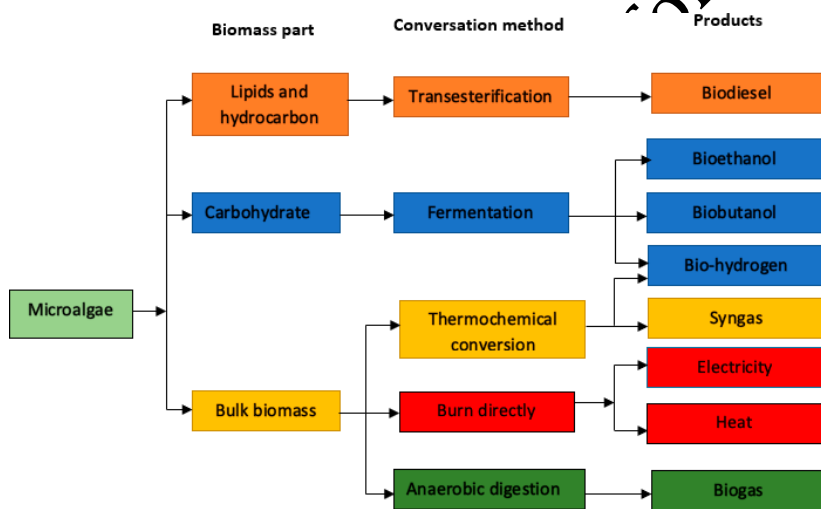 Biomass part
Conversation method
Products
Lipids and
hydrocarbon
Transesterification
Biodiesel
Bioethanol
Carbohydrate
Fermentation
Biobutanol
Bio-hydrogen
Microalgae
Thermochemical
conversion
Syngas
Electricity
Bulk biomass
Burn directly
Heat
Anaerobic digestion
Biogas